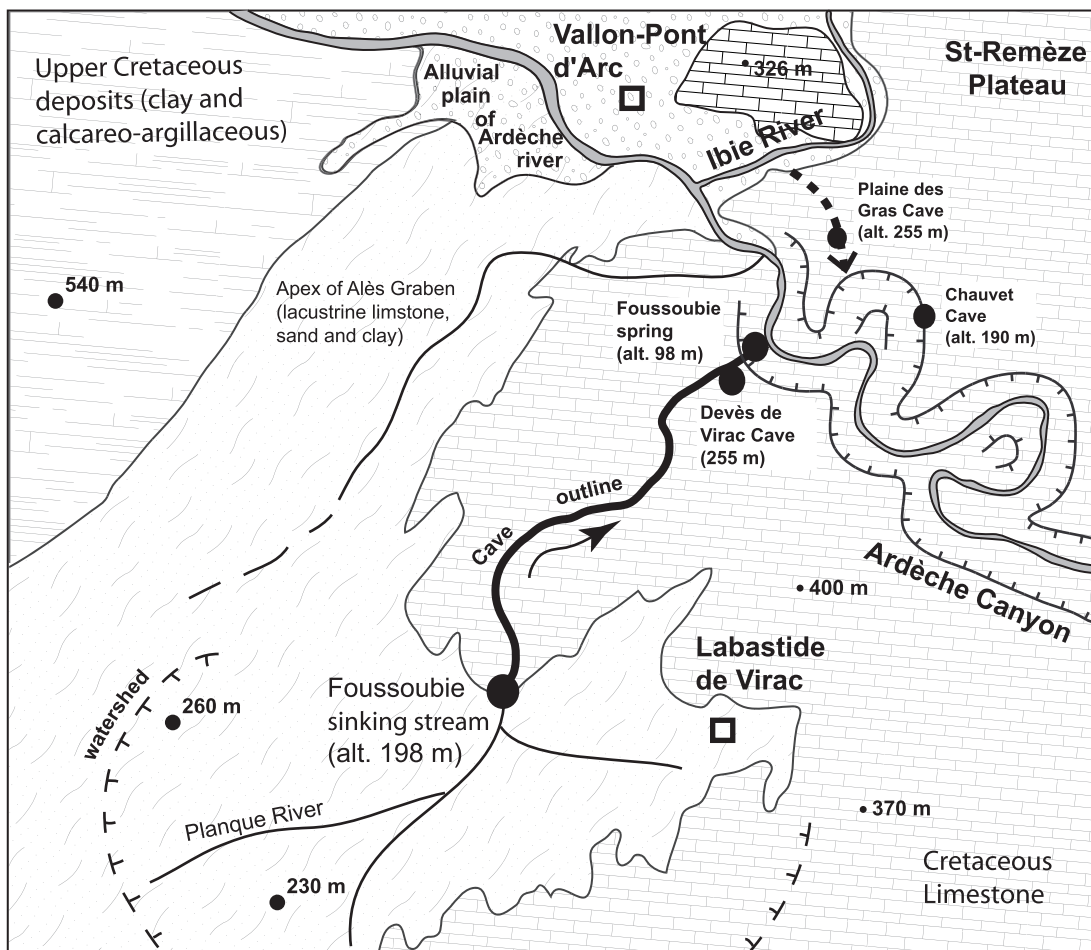 Upper Cretaceous
deposits (clay and
calcareo-argillaceous)
Alluvial
plain
of
Ardèche
river
Vallon-Pont
d'Arc
326 m
St-Remèze
Plateau
Ibie River
Plaine des
Gras Cave
(alt. 255 m)
540 m
Apex of Alès Graben
(lacustrine limstone,
sand and clay)
Foussoubie
spring
(alt. 98 m)
Chauvet
Cave
(alt. 190 m)
Devès de
Virac Cave
(255 m)
outline
Cave
Ardèche Canyon
400 m
Labastide
de Virac
watershed
260 m
Foussoubie
sinking stream
(alt. 198 m)
Planque River
370 m
230 m
Cretaceous
Limestone